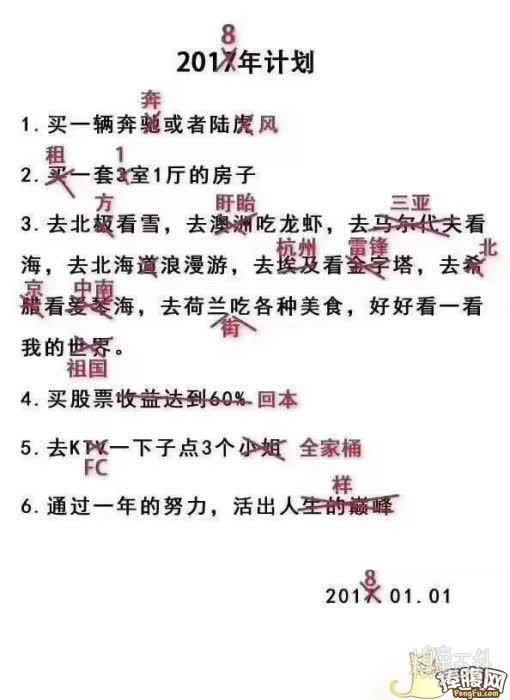 8
2017年计划
奔
1.买一辆奔驰或者陆虎风
租 1
2.买一套3室1厅的房子
方 盱眙 三亚
3.去北极看雪，去澳洲吃龙虾，去马尔代夫看
杭州 雷锋 北
海，去北海道浪漫游，去埃及看金字塔，去希
京 中南
腊看爱琴海，去荷兰吃各种美食，好好看一看
街
我的世界。
祖国
4.买股票收益达到60% 回本
5.去KTV一下子点3个小姐 全家桶
FC
样
6.通过一年的努力，活出人生的巅峰
8
2017.01.01
捧腹网
PengFu.com